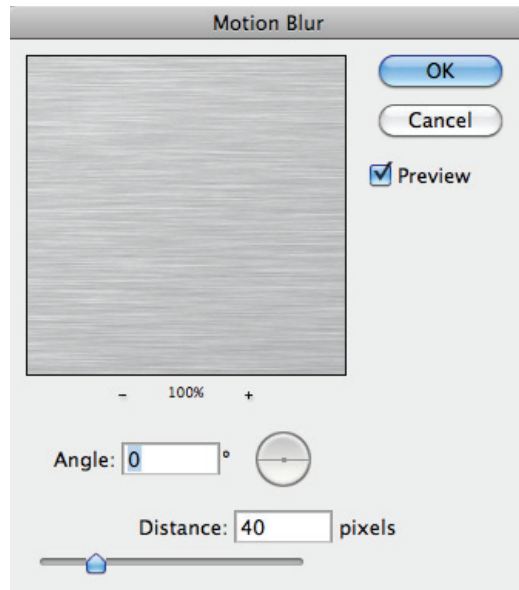 Motion Blur
OK
Cancel
Preview
- 100% +
Angle: 0 °
Distance: 40 pixels